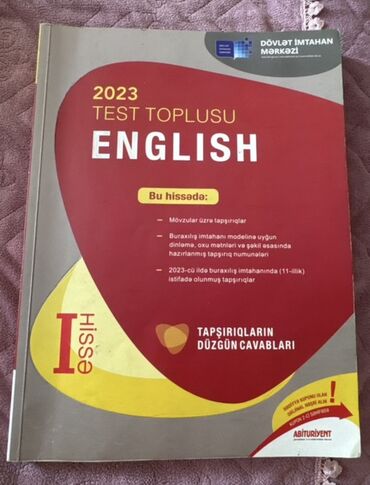 DÖVLƏT İMTAHAN
MƏRKƏZİ
2023
TEST TOPLUSU
ENGLISH
Bu hissədə:
– Mövzular üzrə tapşırıqlar
– Buraxılış imtahanı modelinə uyğun
dinləmə, oxu mətnləri və şəkil əsasında
hazırlanmış tapşırıq nümunələri
– 2023-cü ildə buraxılış imtahanında (11-illik)
istifadə olunmuş tapşırıqlar
I HİSSƏ
TAPŞIRIQLARIN
DÜZGÜN CAVABLARI
ABITURIYENT